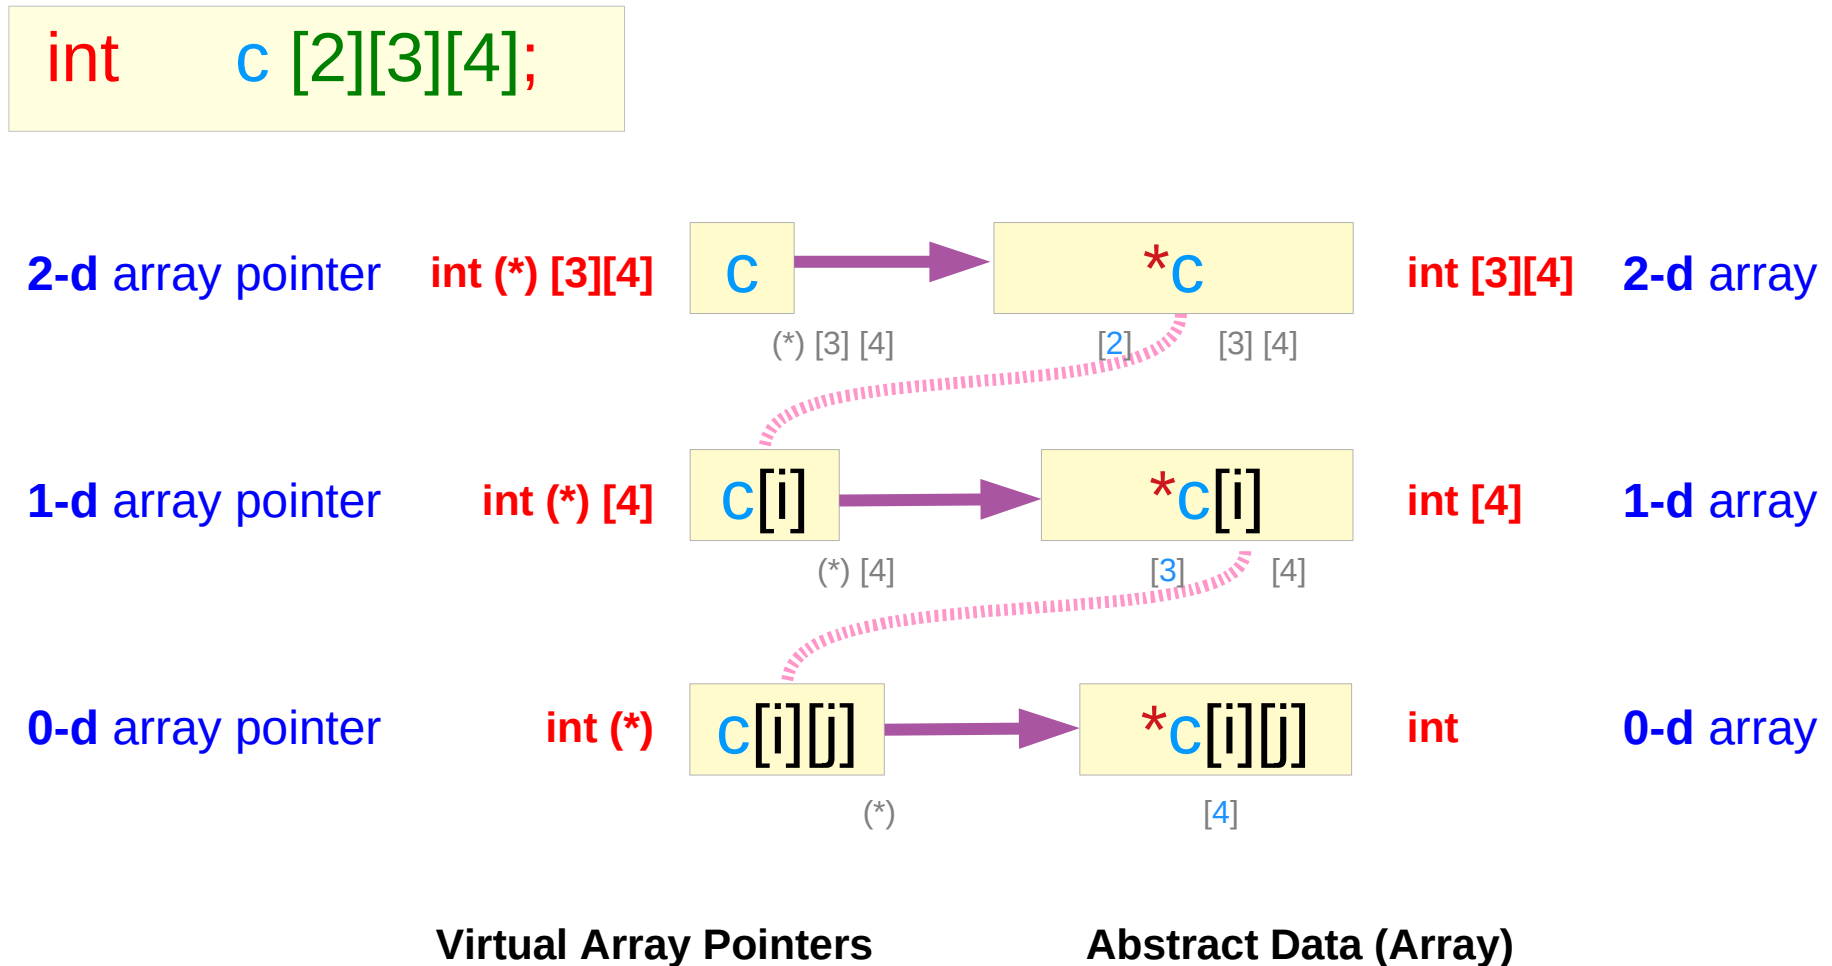 int c [2][3][4];
2-d array pointer int (*) [3][4] c *c int [3][4] 2-d array
(*) [3] [4] [2] [3] [4]
1-d array pointer int (*) [4] c[i] *c[i] int [4] 1-d array
(*) [4] [3] [4]
0-d array pointer int (*) c[i][j] *c[i][j] int 0-d array
(*) [4]
Virtual Array Pointers Abstract Data (Array)